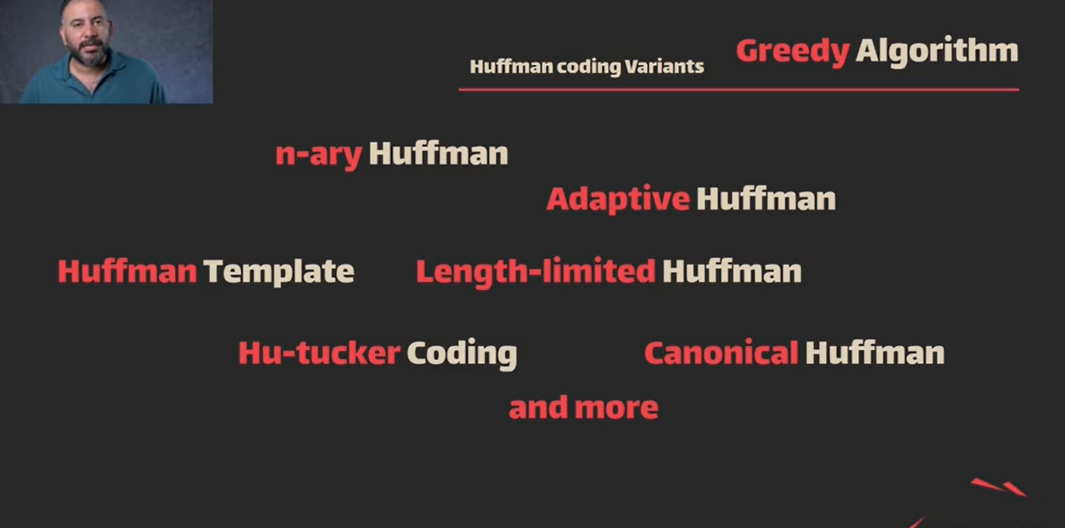 Huffman coding Variants
Greedy Algorithm
n-ary Huffman
Adaptive Huffman
Huffman Template
Length-limited Huffman
Hu-tucker Coding
Canonical Huffman
and more